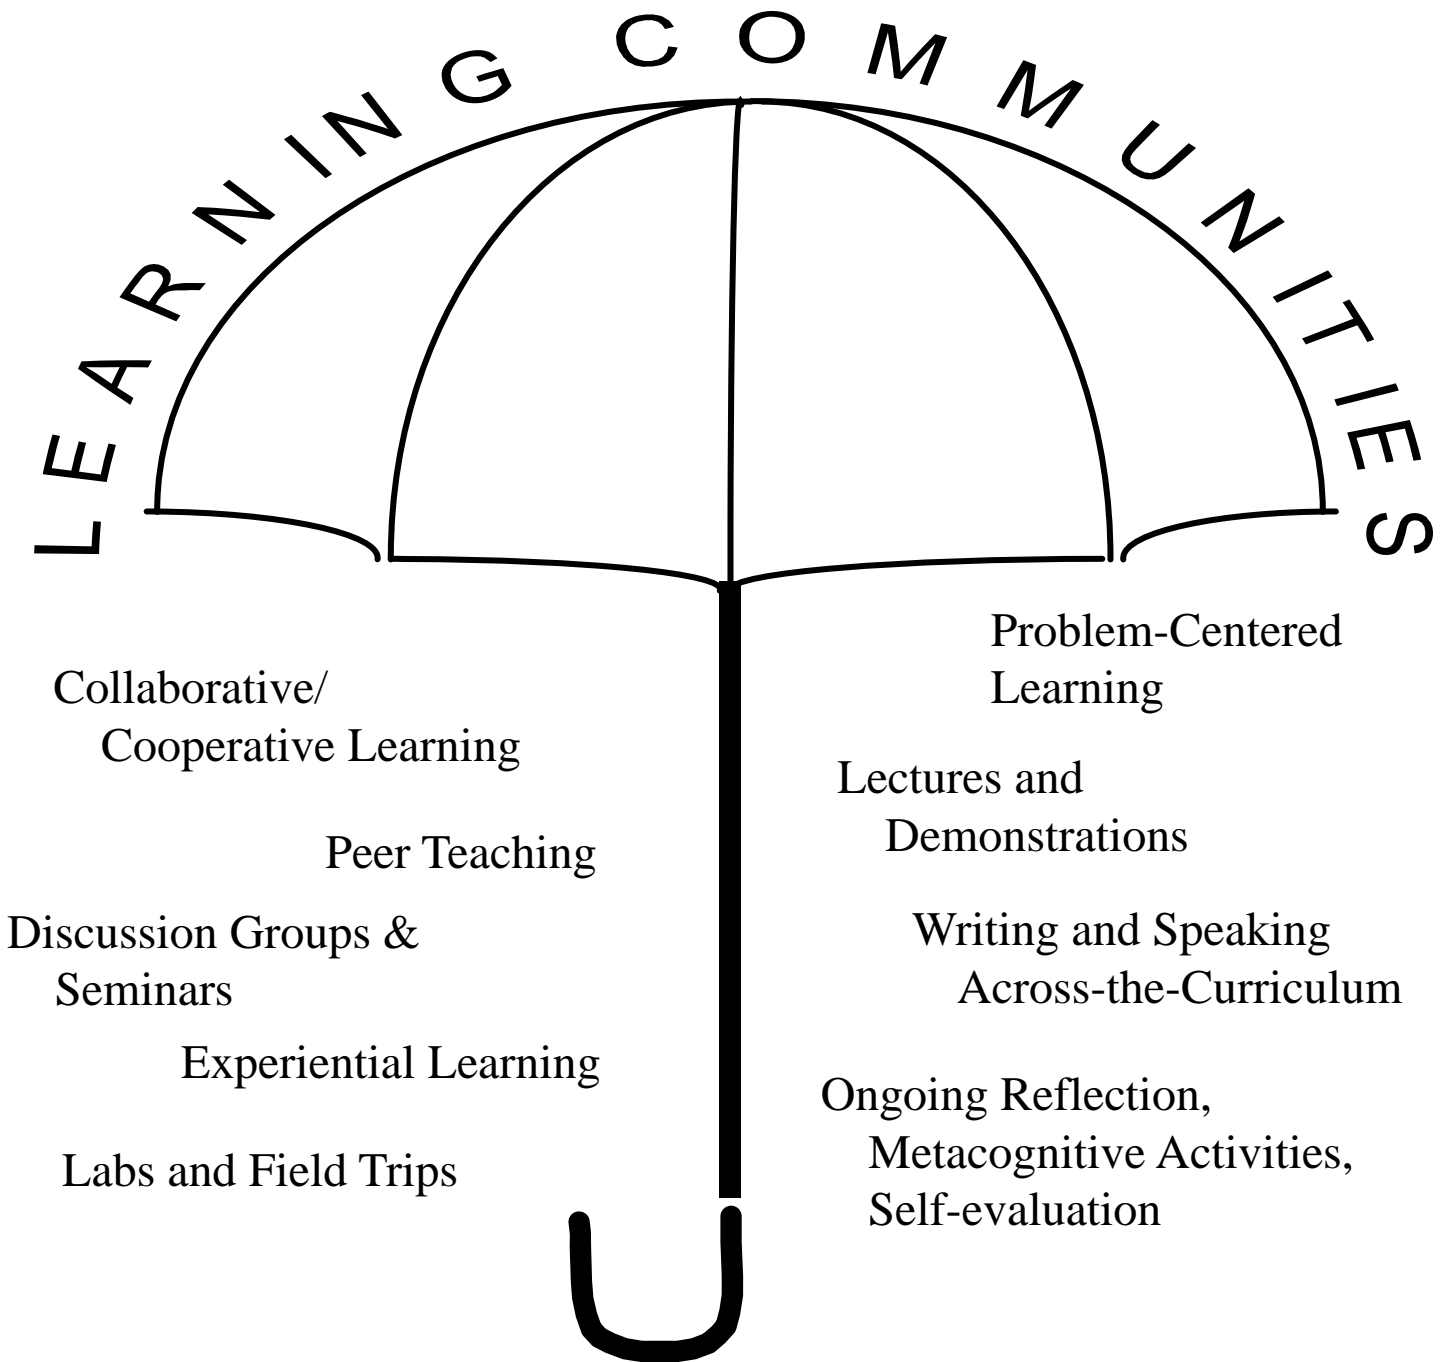 LEARNING COMMUNITIES
Collaborative/
Cooperative Learning
Peer Teaching
Discussion Groups &
Seminars
Experiential Learning
Labs and Field Trips
Problem-Centered
Learning
Lectures and
Demonstrations
Writing and Speaking
Across-the-Curriculum
Ongoing Reflection,
Metacognitive Activities,
Self-evaluation